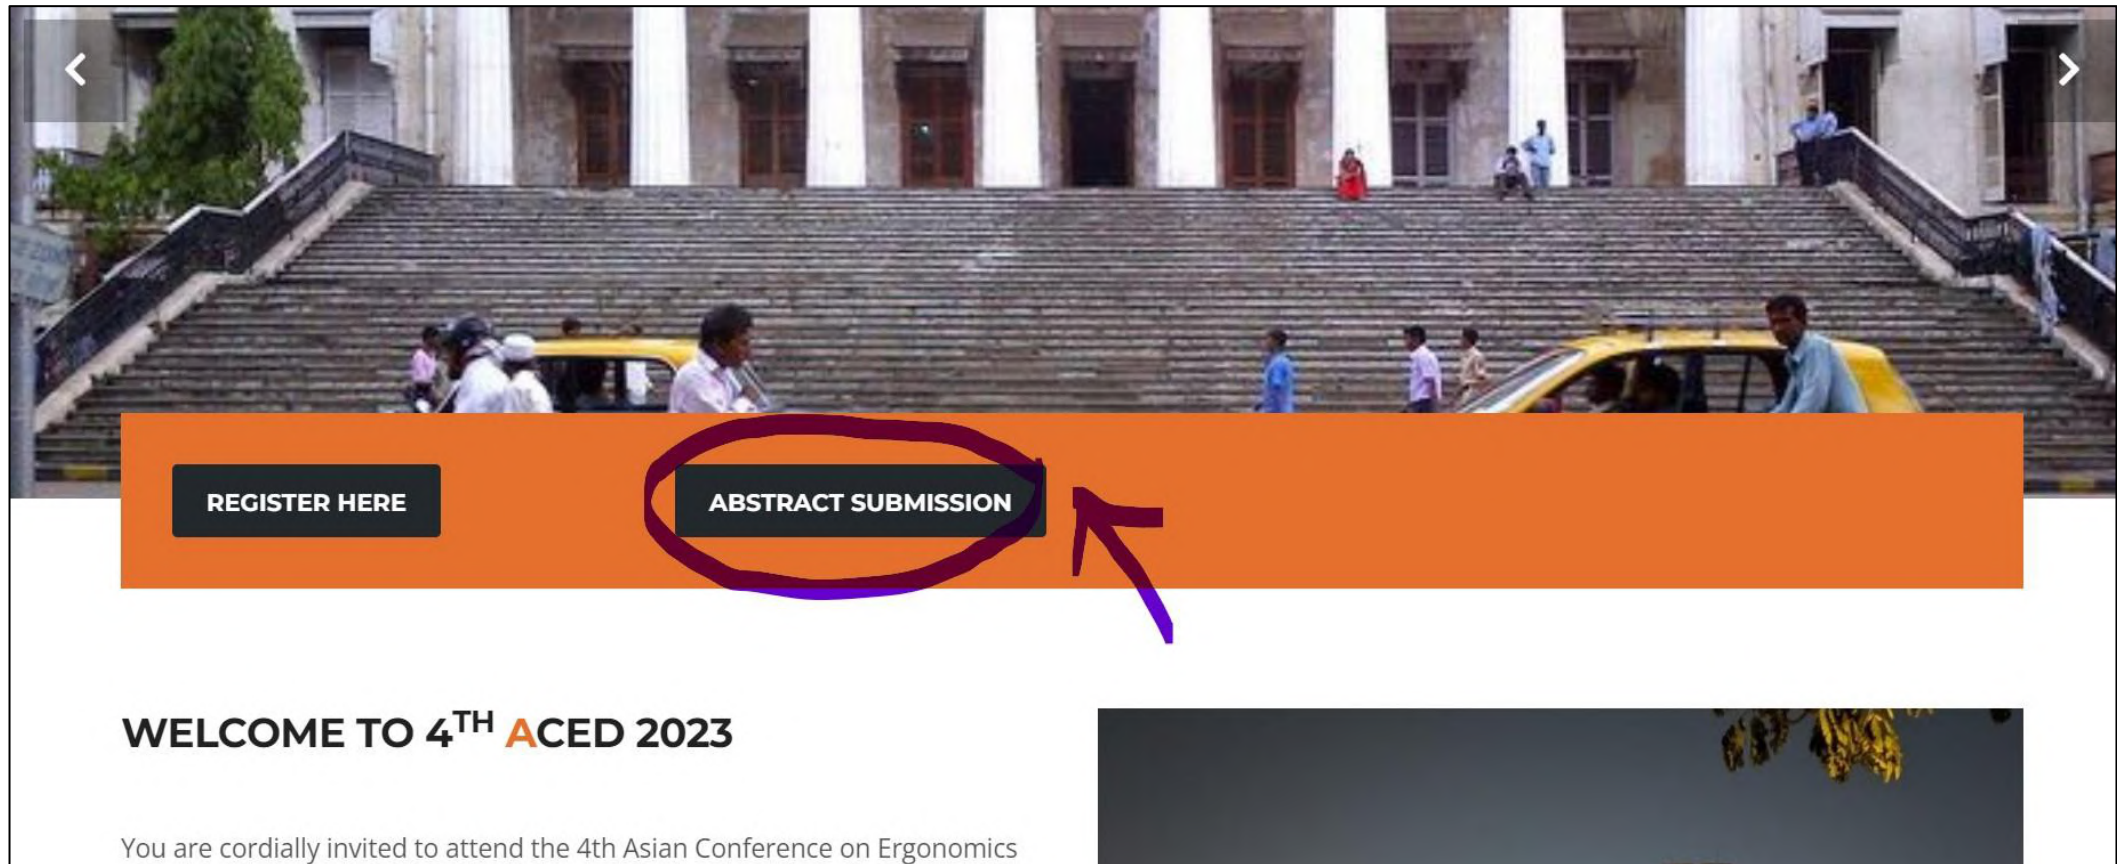 REGISTER HERE
ABSTRACT SUBMISSION
WELCOME TO 4TH ACED 2023
You are cordially invited to attend the 4th Asian Conference on Ergonomics